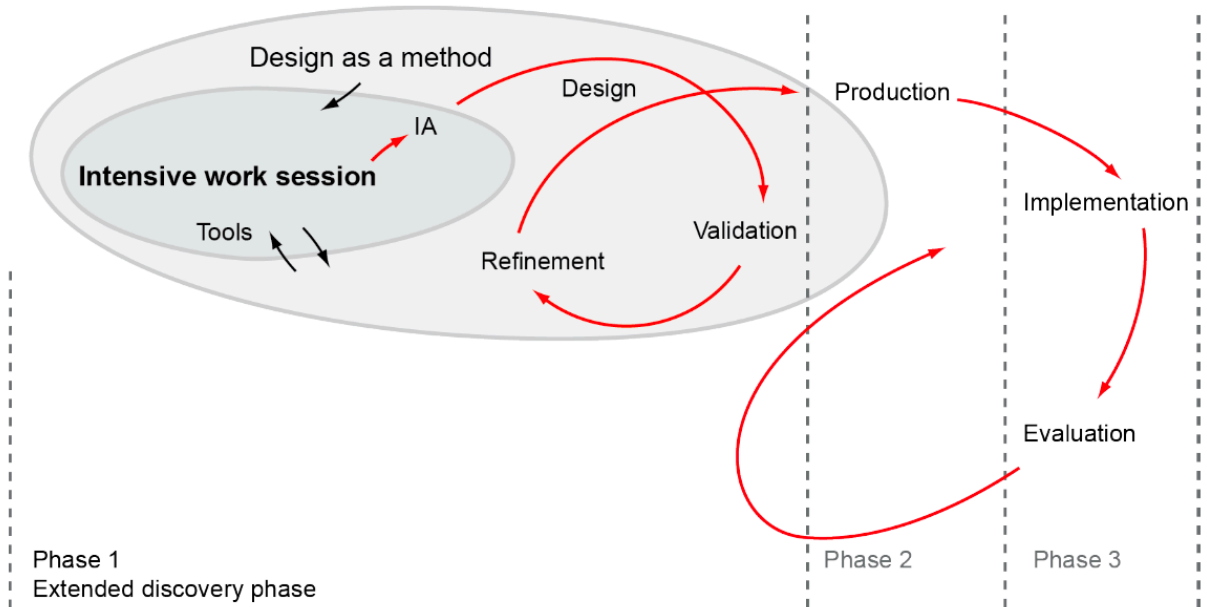 Design as a method
Design
Production
IA
Intensive work session
Implementation
Tools
Validation
Refinement
Evaluation
Phase 1
Extended discovery phase
Phase 2
Phase 3